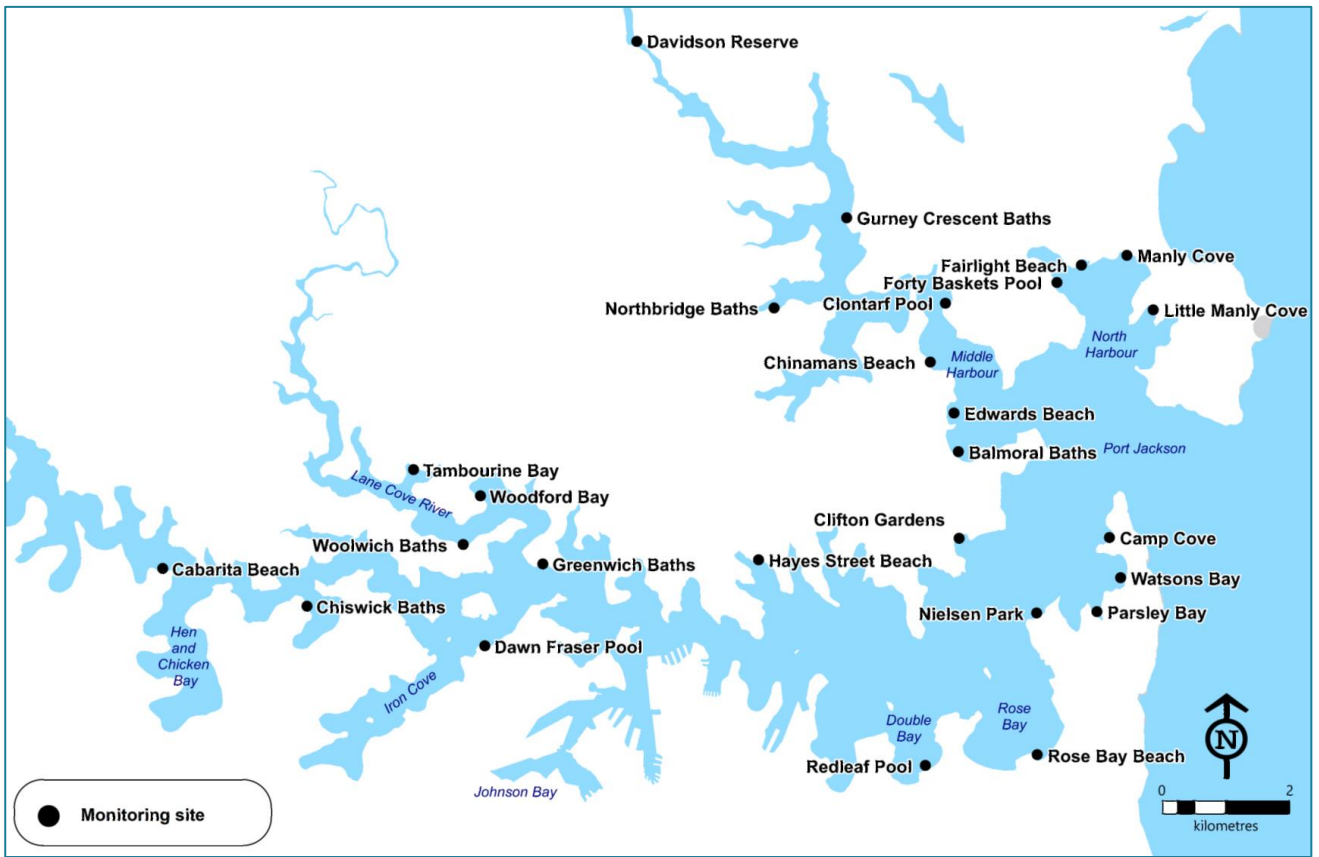 Davidson Reserve
Gurney Crescent Baths
Manly Cove
Fairlight Beach
Forty Baskets Pool
Clontarf Pool
Northbridge Baths
Little Manly Cove
North
Harbour
Chinamans Beach
Middle
Harbour
Edwards Beach
Balmoral Baths
Port Jackson
Tambourine Bay
Lane Cove River
Woodford Bay
Clifton Gardens
Camp Cove
Woolwich Baths
Hayes Street Beach
Greenwich Baths
Cabarita Beach
Watsons Bay
Chiswick Baths
Nielsen Park
Parsley Bay
Hen
and
Chicken
Bay
Dawn Fraser Pool
Iron Cove
Double
Bay
Rose
Bay
N
Rose Bay Beach
Redleaf Pool
Johnson Bay
0 2
kilometres
Monitoring site